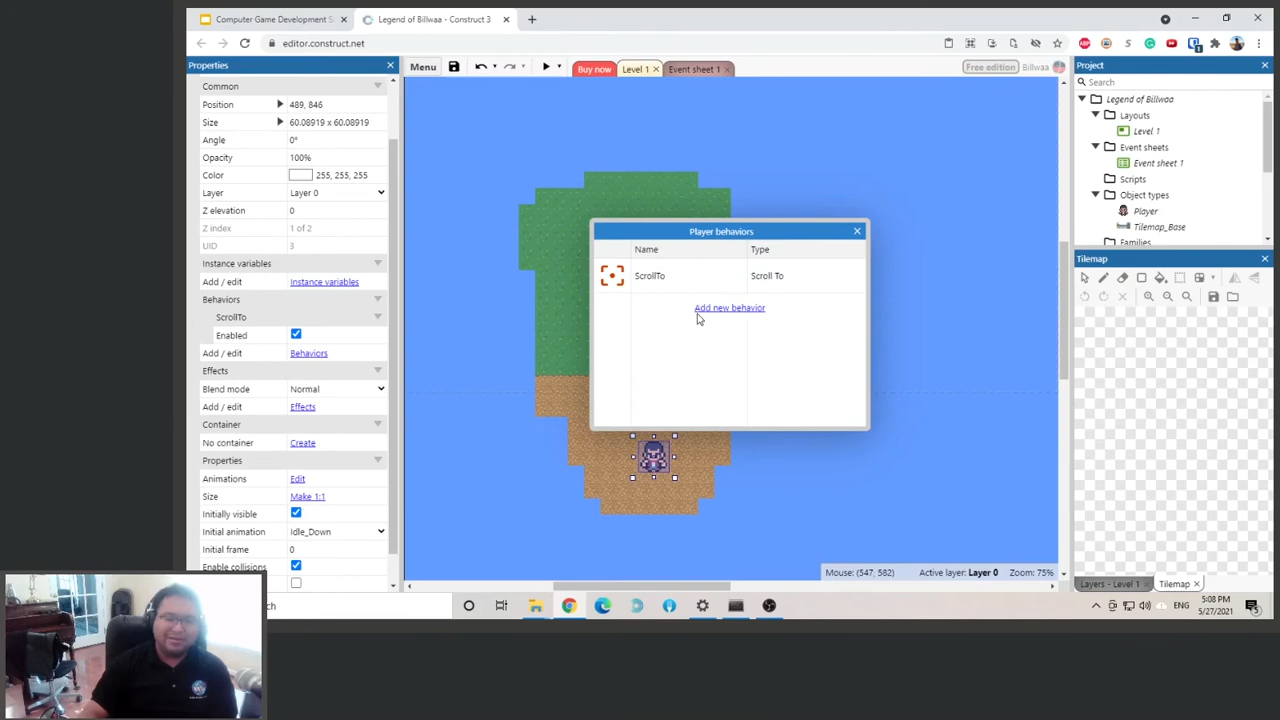 Computer Game Development S
Legend of Billwaa - Construct 3
editor.construct.net
Properties
Menu
Buy now
Level 1
Event sheet 1
Free edition
Billwaa
Project
Common
Position 489, 846
Size 60.08919 x 60.08919
Angle 0°
Opacity 100%
Color 255, 255, 255
Layer Layer 0
Z elevation 0
Z index 1 of 2
UID 3
Instance variables
Add / edit Instance variables
Behaviors
ScrollTo
Enabled
Add / edit Behaviors
Effects
Blend mode Normal
Add / edit Effects
Container
No container Create
Properties
Animations Edit
Size Make 1:1
Initially visible
Initial animation Idle_Down
Initial frame 0
Enable collisions
Player behaviors
Name Type
ScrollTo Scroll To
Add new behavior
Search
Legend of Billwaa
Layouts
Level 1
Event sheets
Event sheet 1
Scripts
Object types
Player
Tilemap_Base
Families
Tilemap
Mouse: (547, 582) Active layer: Layer 0 Zoom: 75%
Layers - Level 1
Tilemap
ch
ENG
5:08 PM
5/27/2021
5